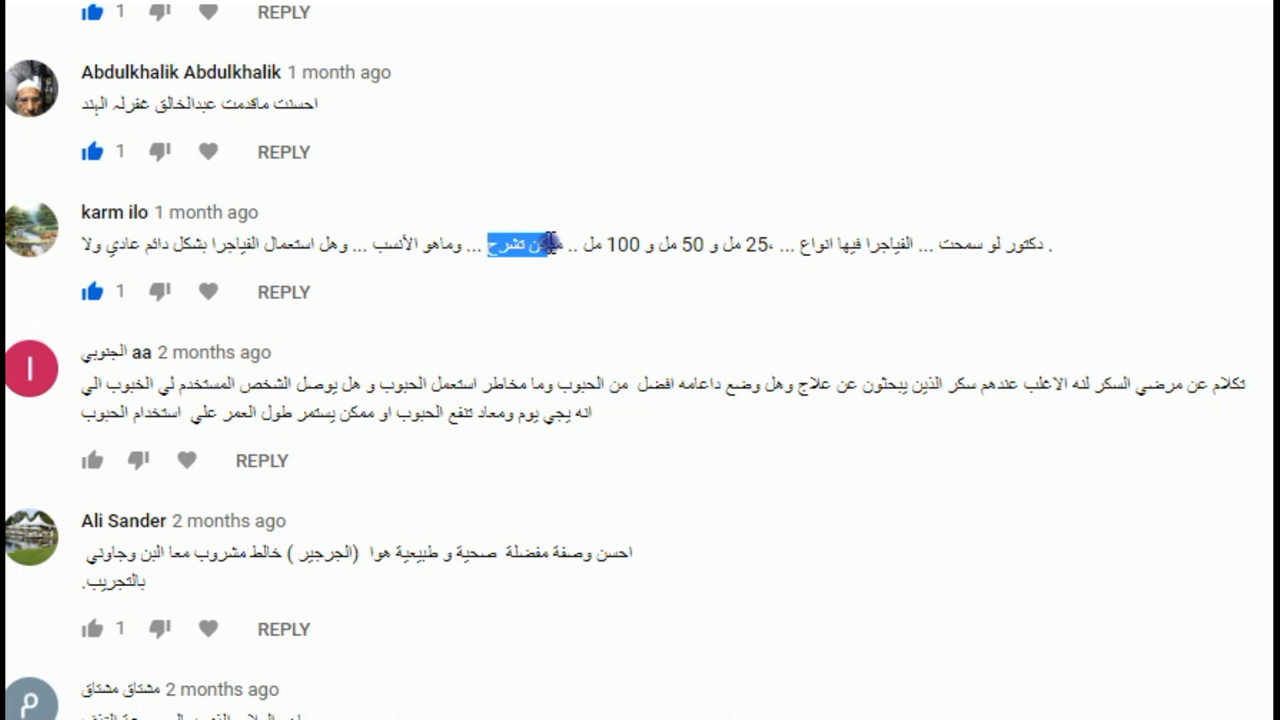 1 REPLY
Abdulkhalik Abdulkhalik 1 month ago
احسنت ماقدمت عبدالخالق غفرله الهند
1 REPLY
karm ilo 1 month ago
دكتور لو سمحت ... الفياجرا فيها انواع ... ،25 مل و 50 مل و 100 مل .. ممكن تشرح ... وماهو الأنسب ... وهل استعمال الفياجرا بشكل دائم عادي ولا .
1 REPLY
الجنوبي aa 2 months ago
تكلام عن مرضي السكر لنه الاغلب عندهم سكر الذين يبحثون عن علاج وهل وضع داعامه افضل من الحبوب وما مخاطر استعمل الحبوب و هل يوصل الشخص المستخدم لي الخبوب الي
انه يجي يوم ومعاد تنفع الحبوب او ممكن يستمر طول العمر علي استخدام الحبوب
REPLY
Ali Sander 2 months ago
احسن وصفة مفضلة صحية و طبيعية هوا (الجرجير ) خالط مشروب معا البن وجاوني
بالتجريب.
1 REPLY
مشتاق مشتاق 2 months ago